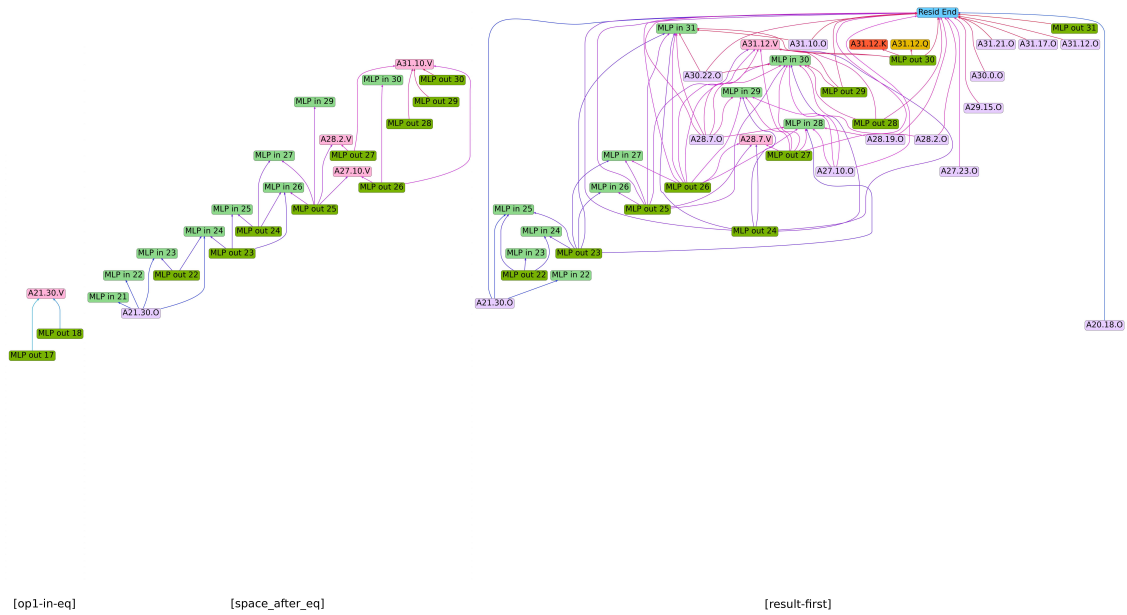 Resid End
MLP in 31
MLP out 31
A31.12.V
A31.10.O
A31.12.K
A31.12.Q
A31.21.O
A31.17.O
A31.12.O
A31.10.V
MLP in 30
MLP out 30
MLP out 30
A30.22.O
MLP in 30
A30.0.O
MLP in 29
MLP out 29
MLP in 29
MLP out 29
A29.15.O
MLP out 28
MLP in 28
MLP out 28
A28.2.V
A28.7.O
A28.7.V
A28.19.O
A28.2.O
MLP in 27
MLP out 27
MLP in 27
MLP out 27
A27.10.V
A27.10.O
A27.23.O
MLP in 26
MLP out 26
MLP in 26
MLP out 26
MLP in 25
MLP out 25
MLP in 25
MLP out 25
MLP in 24
MLP out 24
MLP in 24
MLP out 24
MLP in 23
MLP out 23
MLP in 23
MLP out 23
MLP in 22
MLP out 22
MLP out 22
MLP in 22
A21.30.V
MLP in 21
A21.30.O
A21.30.O
A20.18.O
MLP out 18
MLP out 17
[op1-in-eq]
[space_after_eq]
[result-first]